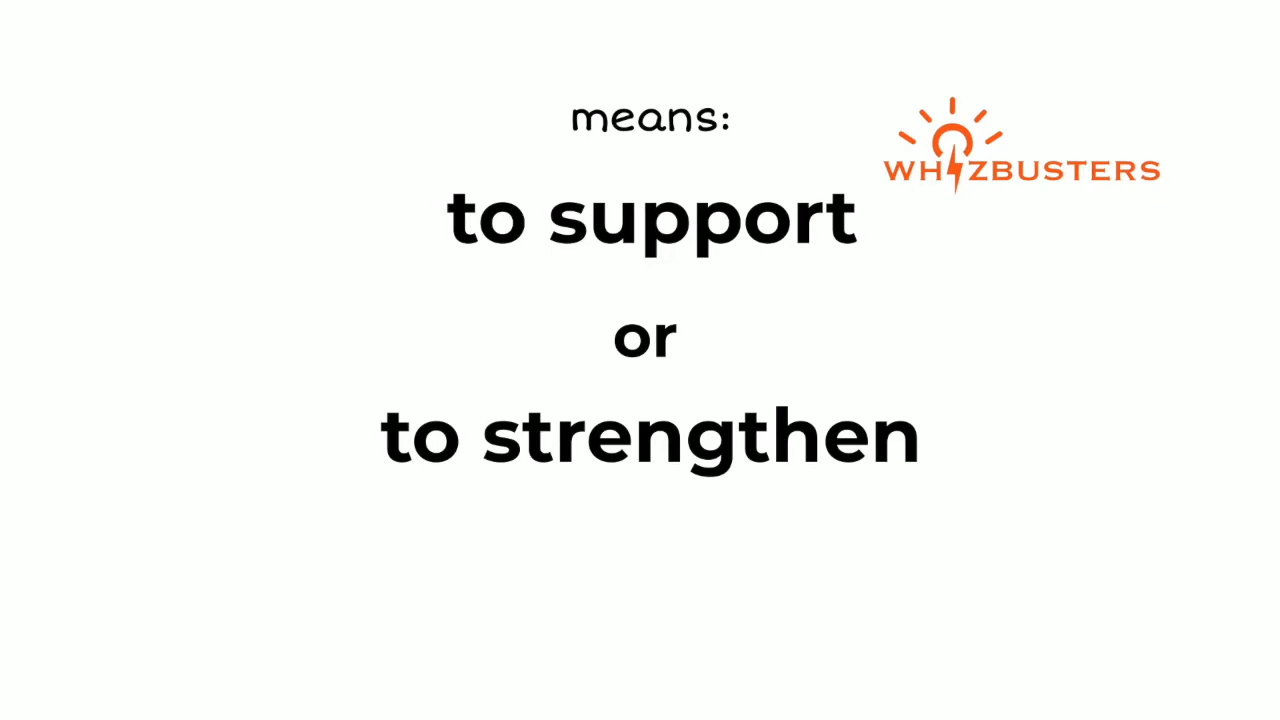 means:
WHIZBUSTERS
to support
or
to strengthen